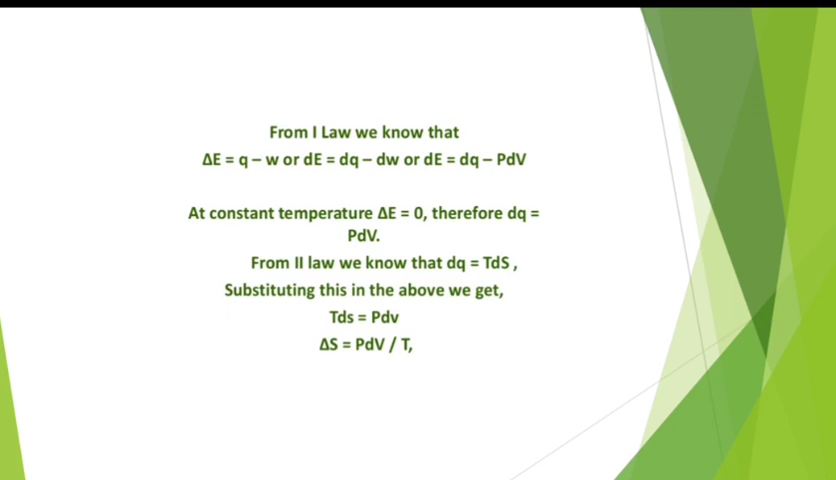 From I Law we know that
ΔE = q – w or dE = dq – dw or dE = dq – PdV
At constant temperature ΔE = 0, therefore dq =
PdV.
From II law we know that dq = TdS ,
Substituting this in the above we get,
Tds = Pdv
ΔS = PdV / T,